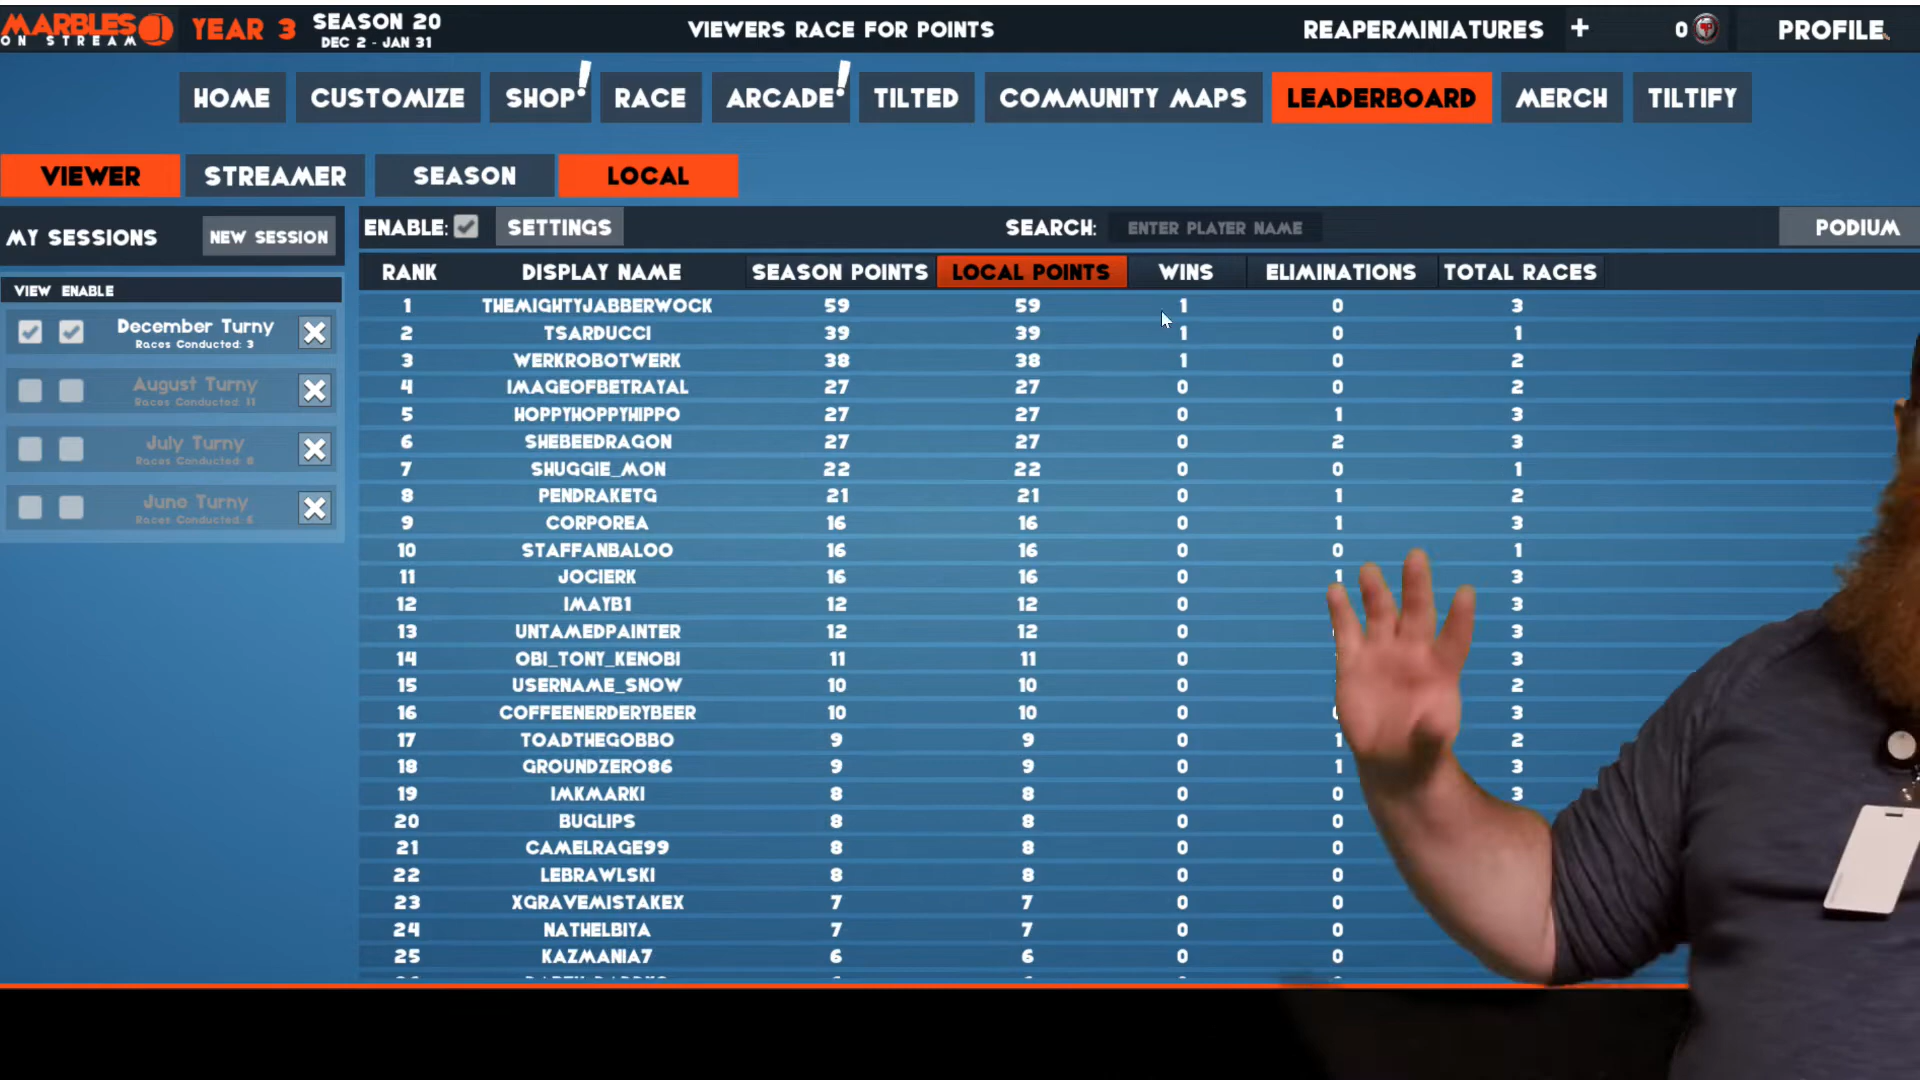 MARBLES
ON STREAM
YEAR 3
SEASON 20
DEC 2 - JAN 31
VIEWERS RACE FOR POINTS
REAPERMINIATURES +
0
PROFILE
HOME CUSTOMIZE SHOP! RACE ARCADE! TILTED COMMUNITY MAPS LEADERBOARD MERCH TILTIFY
VIEWER STREAMER SEASON LOCAL
MY SESSIONS NEW SESSION
ENABLE: SETTINGS SEARCH: ENTER PLAYER NAME PODIUM
VIEW ENABLE
December Turny
Races Conducted: 3
August Turny
Races Conducted: 11
July Turny
Races Conducted: 8
June Turny
Races Conducted: 6
RANK DISPLAY NAME SEASON POINTS LOCAL POINTS WINS ELIMINATIONS TOTAL RACES
1 THEMIGHTYJABBERWOCK 59 59 1 0 3
2 TSARDUCCI 39 39 1 0 1
3 WERKROBOTWERK 38 38 1 0 2
4 IMAGEOFBETRAYAL 27 27 0 0 2
5 HOPPYHOPPYHIPPO 27 27 0 1 3
6 SHEBEEDRAGON 27 27 0 2 3
7 SHUGGIE_MON 22 22 0 0 1
8 PENDRAKETG 21 21 0 1 2
9 CORPOREA 16 16 0 1 3
10 STAFFANBALOO 16 16 0 0 1
11 JOCIERK 16 16 0 1 3
12 IMAYB1 12 12 0 3
13 UNTAMEDPAINTER 12 12 0 3
14 OBI_TONY_KENOBI 11 11 0 3
15 USERNAME_SNOW 10 10 0 2
16 COFFEENERDERYBEER 10 10 0 3
17 TOADTHEGOBBO 9 9 0 1 2
18 GROUNDZERO86 9 9 0 1 3
19 IMKMARKI 8 8 0 0 3
20 BUGLIPS 8 8 0 0
21 CAMELRAGE99 8 8 0 0
22 LEBRAWLSKI 8 8 0 0
23 XGRAVEMISTAKEX 7 7 0 0
24 NATHELBIYA 7 7 0 0
25 KAZMANIA7 6 6 0 0